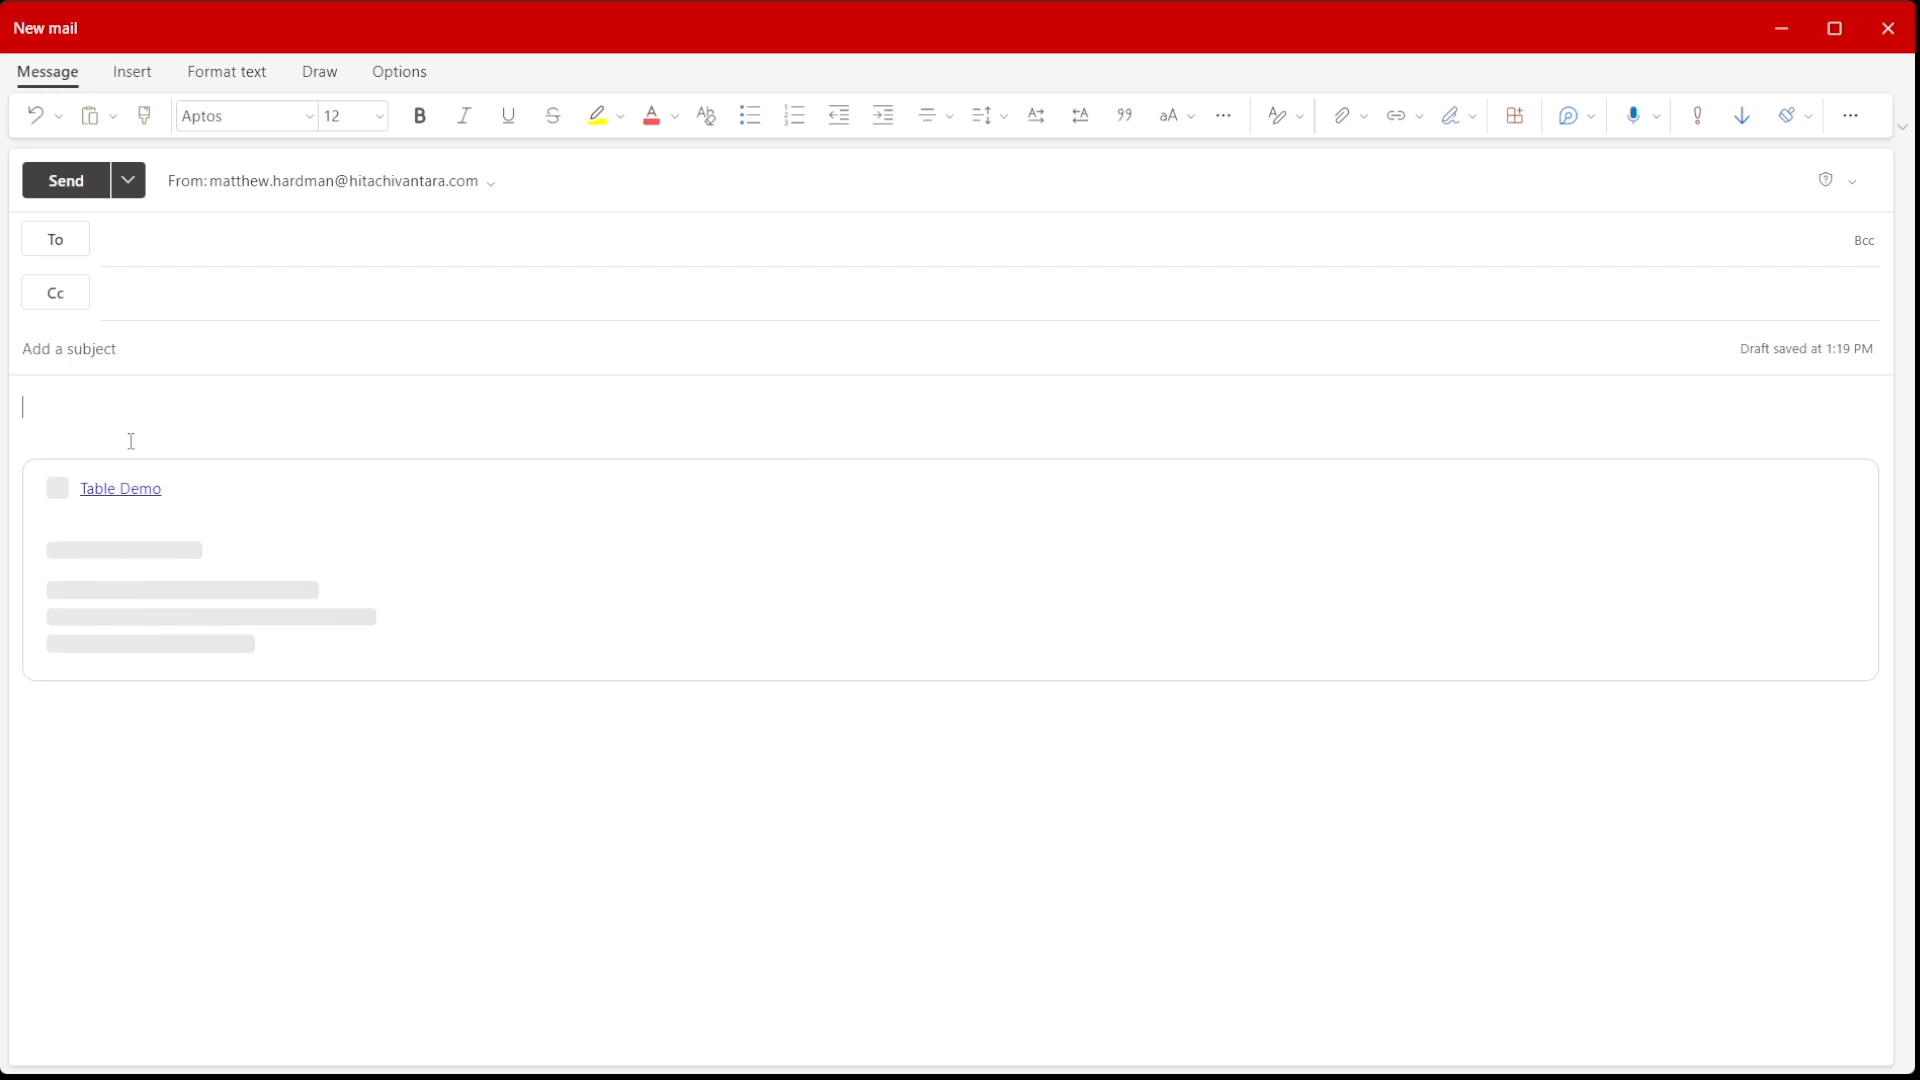 New mail
Message Insert Format text Draw Options
Aptos 12
Send From: matthew.hardman@hitachivantara.com
To Bcc
Cc
Add a subject Draft saved at 1:19 PM
Table Demo